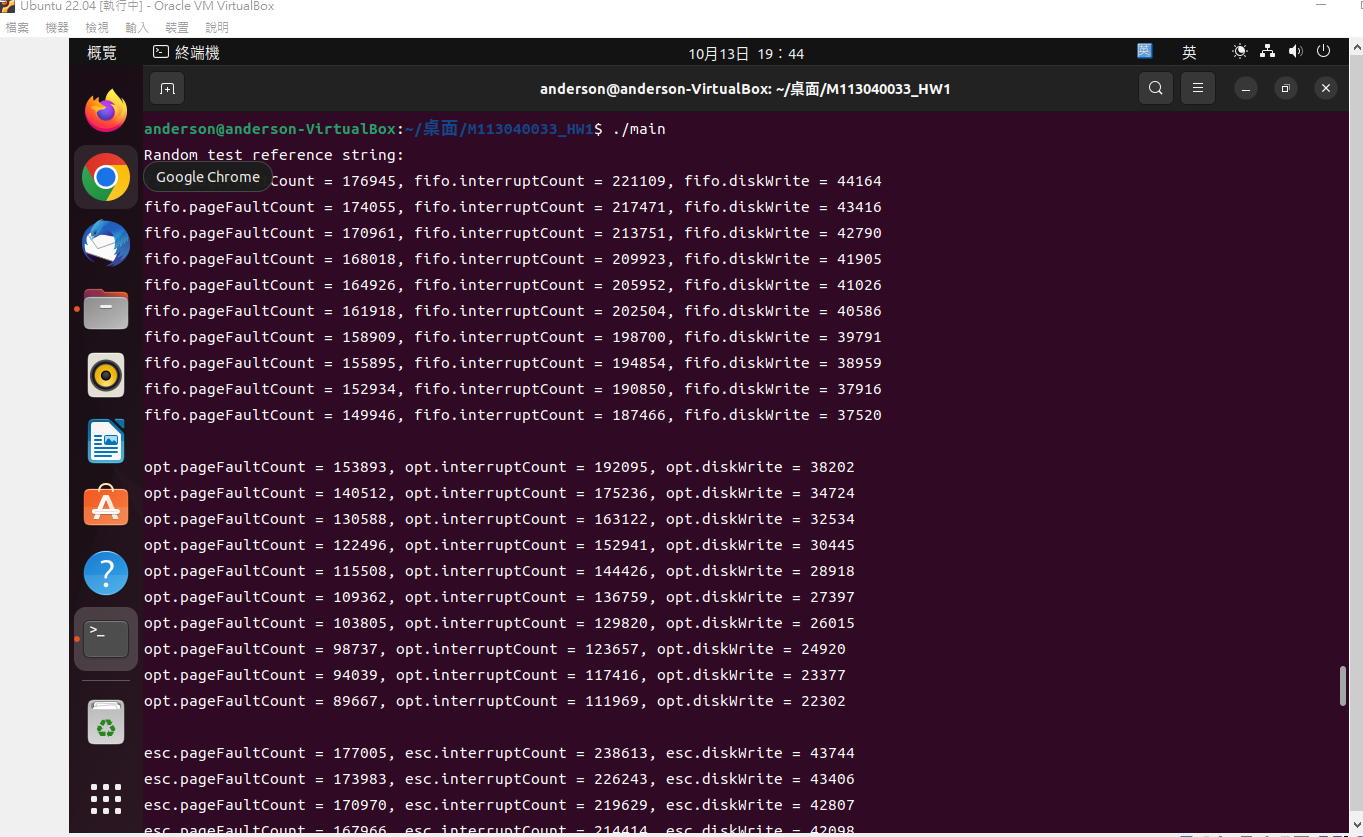 Ubuntu 22.04 [執行中] - Oracle VM VirtualBox
檔案 機器 檢視 輸入 裝置 說明
概覽 終端機 10月13日 19：44 英 英
anderson@anderson-VirtualBox: ~/桌面/M113040033_HW1
anderson@anderson-VirtualBox:~/桌面/M113040033_HW1$ ./main
Random test reference string:
Google Chrome
Count = 176945, fifo.interruptCount = 221109, fifo.diskWrite = 44164
fifo.pageFaultCount = 174055, fifo.interruptCount = 217471, fifo.diskWrite = 43416
fifo.pageFaultCount = 170961, fifo.interruptCount = 213751, fifo.diskWrite = 42790
fifo.pageFaultCount = 168018, fifo.interruptCount = 209923, fifo.diskWrite = 41905
fifo.pageFaultCount = 164926, fifo.interruptCount = 205952, fifo.diskWrite = 41026
fifo.pageFaultCount = 161918, fifo.interruptCount = 202504, fifo.diskWrite = 40586
fifo.pageFaultCount = 158909, fifo.interruptCount = 198700, fifo.diskWrite = 39791
fifo.pageFaultCount = 155895, fifo.interruptCount = 194854, fifo.diskWrite = 38959
fifo.pageFaultCount = 152934, fifo.interruptCount = 190850, fifo.diskWrite = 37916
fifo.pageFaultCount = 149946, fifo.interruptCount = 187466, fifo.diskWrite = 37520
opt.pageFaultCount = 153893, opt.interruptCount = 192095, opt.diskWrite = 38202
opt.pageFaultCount = 140512, opt.interruptCount = 175236, opt.diskWrite = 34724
opt.pageFaultCount = 130588, opt.interruptCount = 163122, opt.diskWrite = 32534
opt.pageFaultCount = 122496, opt.interruptCount = 152941, opt.diskWrite = 30445
opt.pageFaultCount = 115508, opt.interruptCount = 144426, opt.diskWrite = 28918
opt.pageFaultCount = 109362, opt.interruptCount = 136759, opt.diskWrite = 27397
opt.pageFaultCount = 103805, opt.interruptCount = 129820, opt.diskWrite = 26015
opt.pageFaultCount = 98737, opt.interruptCount = 123657, opt.diskWrite = 24920
opt.pageFaultCount = 94039, opt.interruptCount = 117416, opt.diskWrite = 23377
opt.pageFaultCount = 89667, opt.interruptCount = 111969, opt.diskWrite = 22302
esc.pageFaultCount = 177005, esc.interruptCount = 238613, esc.diskWrite = 43744
esc.pageFaultCount = 173983, esc.interruptCount = 226243, esc.diskWrite = 43406
esc.pageFaultCount = 170970, esc.interruptCount = 219629, esc.diskWrite = 42807
esc.pageFaultCount = 167966, esc.interruptCount = 214414, esc.diskWrite = 42098